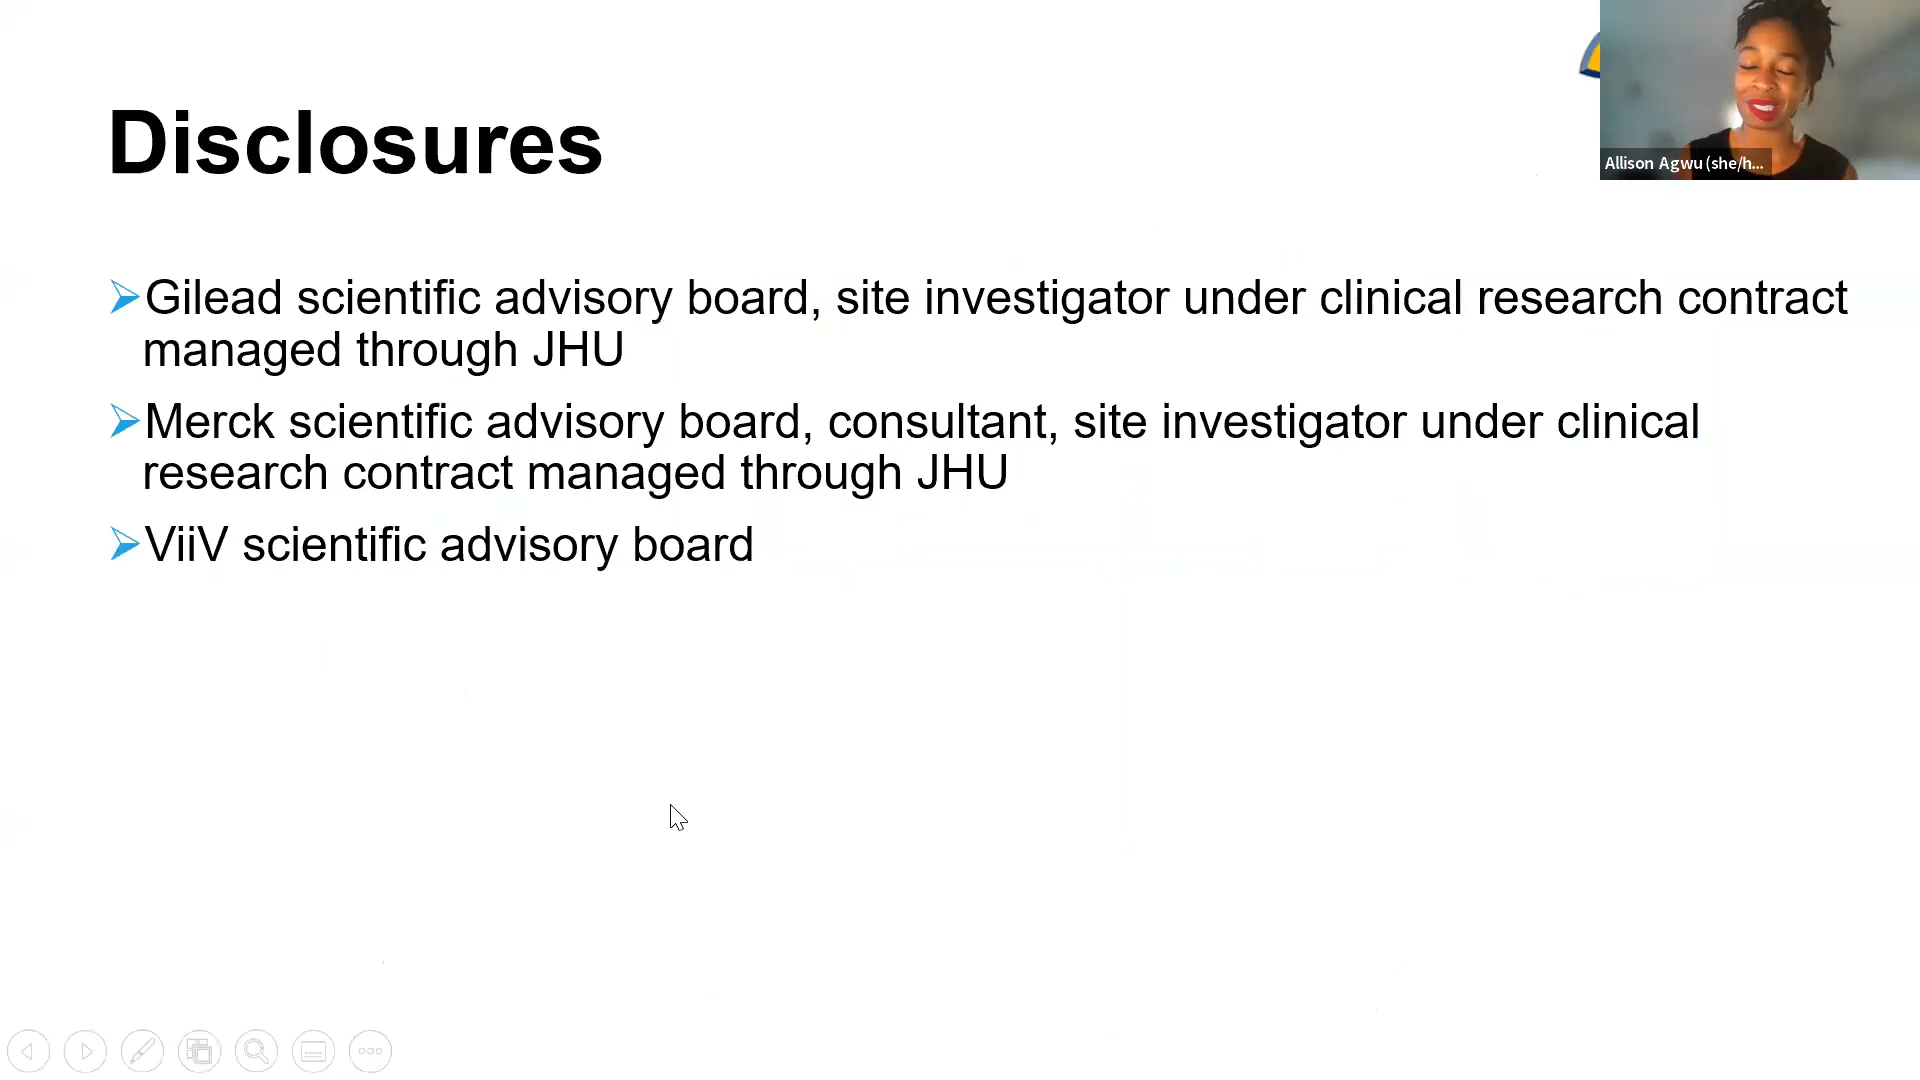 Disclosures
Allison Agwu (she/h...
Gilead scientific advisory board, site investigator under clinical research contract
managed through JHU
Merck scientific advisory board, consultant, site investigator under clinical
research contract managed through JHU
ViiV scientific advisory board